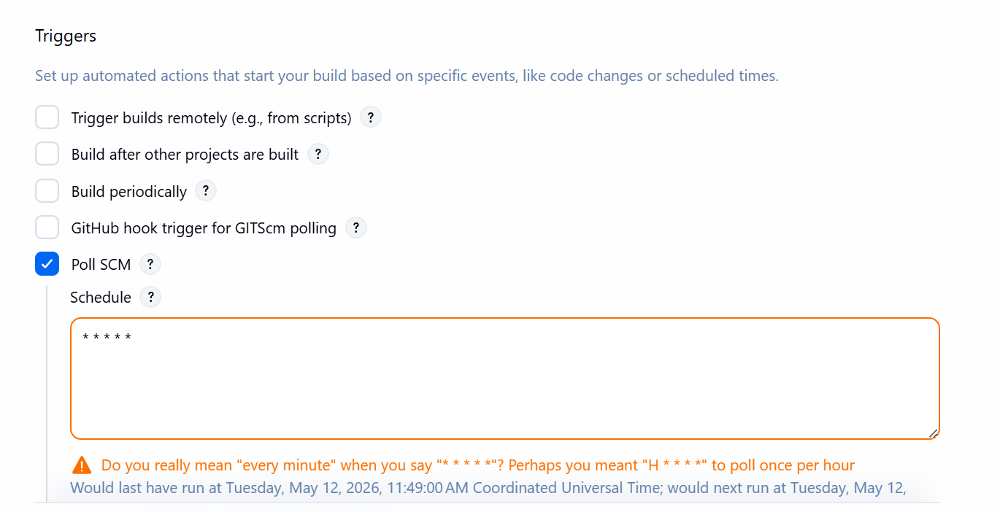 Triggers
Set up automated actions that start your build based on specific events, like code changes or scheduled times.
Trigger builds remotely (e.g., from scripts) ?
Build after other projects are built ?
Build periodically ?
GitHub hook trigger for GITScm polling ?
Poll SCM ?
Schedule ?
* * * * *
Do you really mean "every minute" when you say "* * * * *"? Perhaps you meant "H * * * *" to poll once per hour
Would last have run at Tuesday, May 12, 2026, 11:49:00 AM Coordinated Universal Time; would next run at Tuesday, May 12,